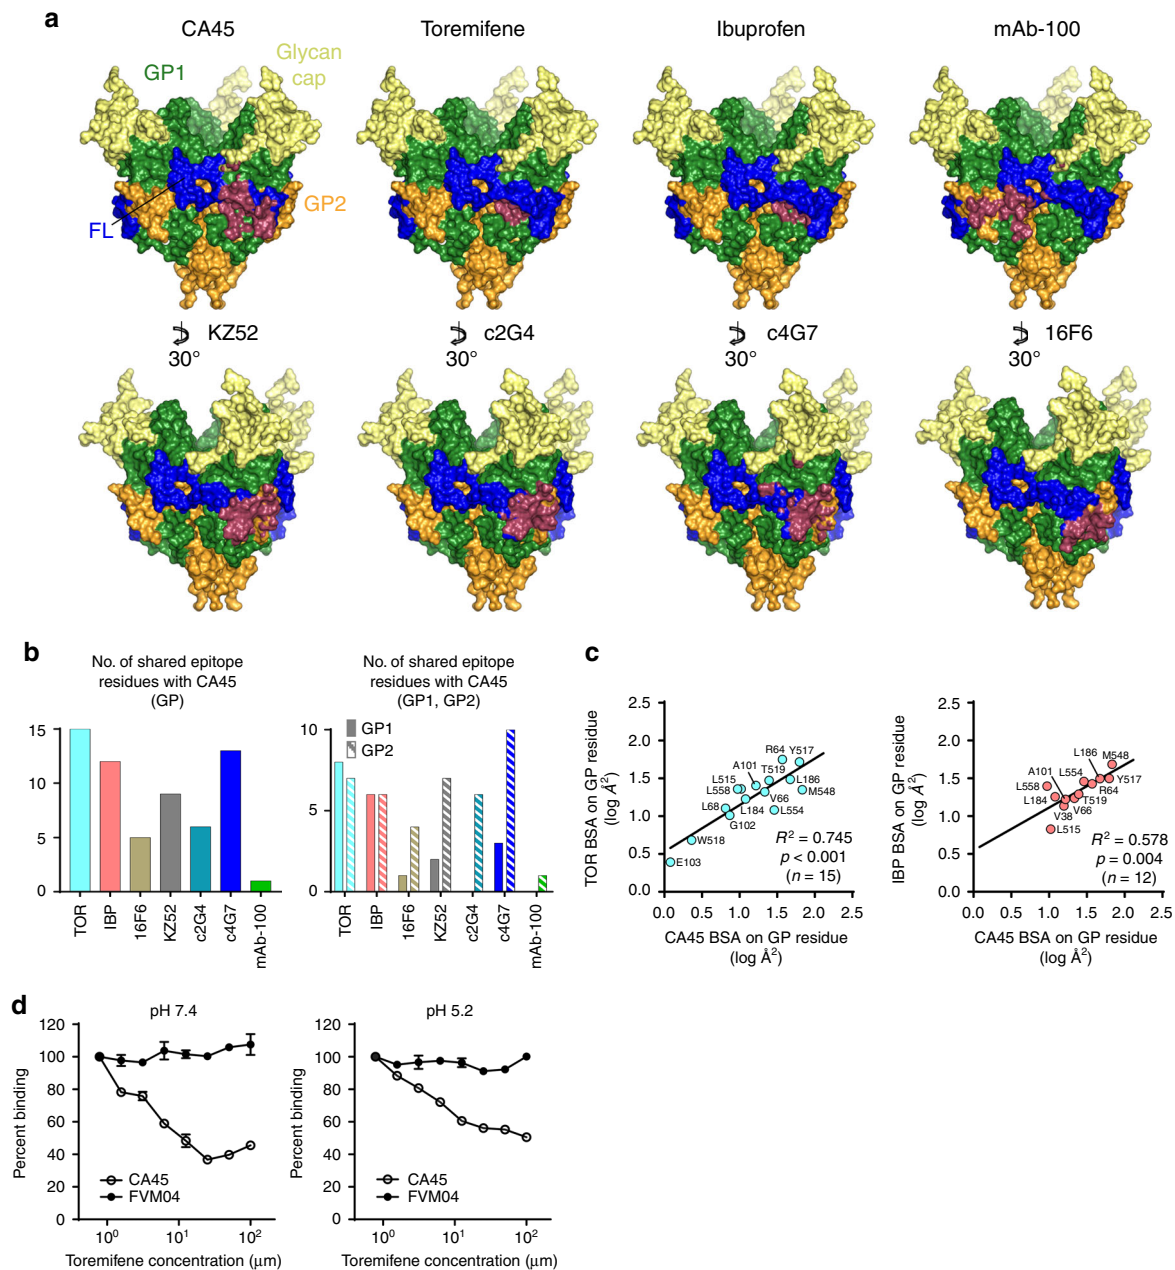 a
CA45
Toremifene
Ibuprofen
mAb-100
GP1
Glycan
cap
GP2
FL
KZ52
30°
c2G4
30°
c4G7
30°
16F6
30°
b
No. of shared epitope
residues with CA45
(GP)
15
10
5
0
TOR
IBP
16F6
KZ52
c2G4
c4G7
mAb-100
No. of shared epitope
residues with CA45
(GP1, GP2)
GP1
GP2
10
5
0
TOR
IBP
16F6
KZ52
c2G4
c4G7
mAb-100
c
TOR BSA on GP residue
(log Å²)
2.5
2.0
1.5
1.0
0.5
0.0
R64 Y517
A101 T519
L515
L558
L186
M548
L68
L184
V66
L554
G102
W518
E103
R² = 0.745
p < 0.001
(n = 15)
0.0 0.5 1.0 1.5 2.0 2.5
CA45 BSA on GP residue
(log Å²)
IBP BSA on GP residue
(log Å²)
2.5
2.0
1.5
1.0
0.5
0.0
L186
M548
A101 L554
L558
Y517
R64
L184
T519
V66
V38
L515
R² = 0.578
p = 0.004
(n = 12)
0.0 0.5 1.0 1.5 2.0 2.5
CA45 BSA on GP residue
(log Å²)
d
pH 7.4
Percent binding
120
100
80
60
40
20
0
CA45
FVM04
10⁰ 10¹ 10²
Toremifene concentration (μm)
pH 5.2
Percent binding
120
100
80
60
40
20
0
CA45
FVM04
10⁰ 10¹ 10²
Toremifene concentration (μm)